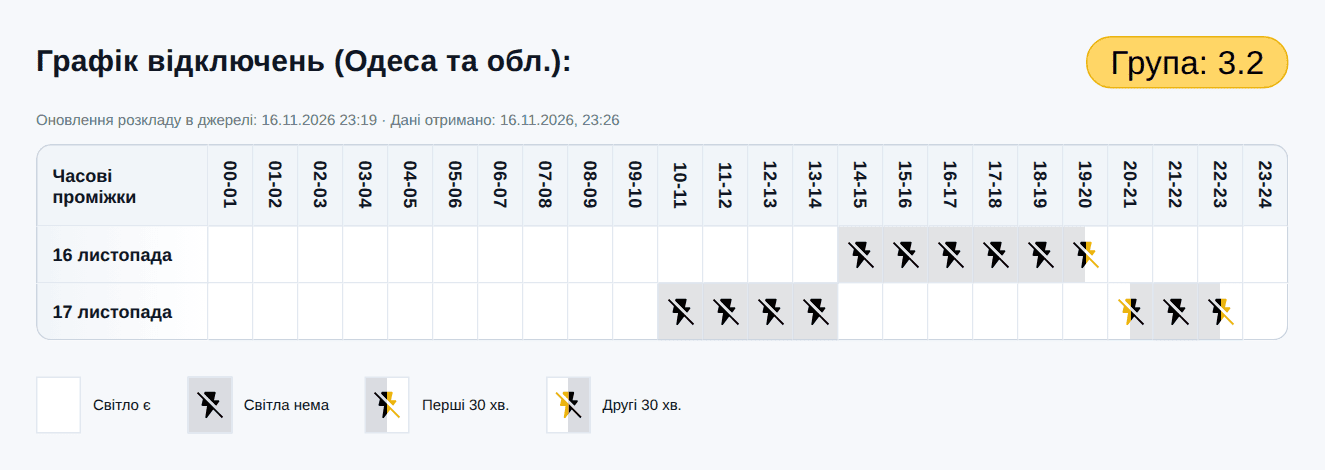 Графік відключень (Одеса та обл.):
Група: 3.2
Оновлення розкладу в джерелі: 16.11.2026 23:19 · Дані отримано: 16.11.2026, 23:26
Часові
проміжки
00-01
01-02
02-03
03-04
04-05
05-06
06-07
07-08
08-09
09-10
10-11
11-12
12-13
13-14
14-15
15-16
16-17
17-18
18-19
19-20
20-21
21-22
22-23
23-24
16 листопада
17 листопада
Світло є
Світла нема
Перші 30 хв.
Другі 30 хв.